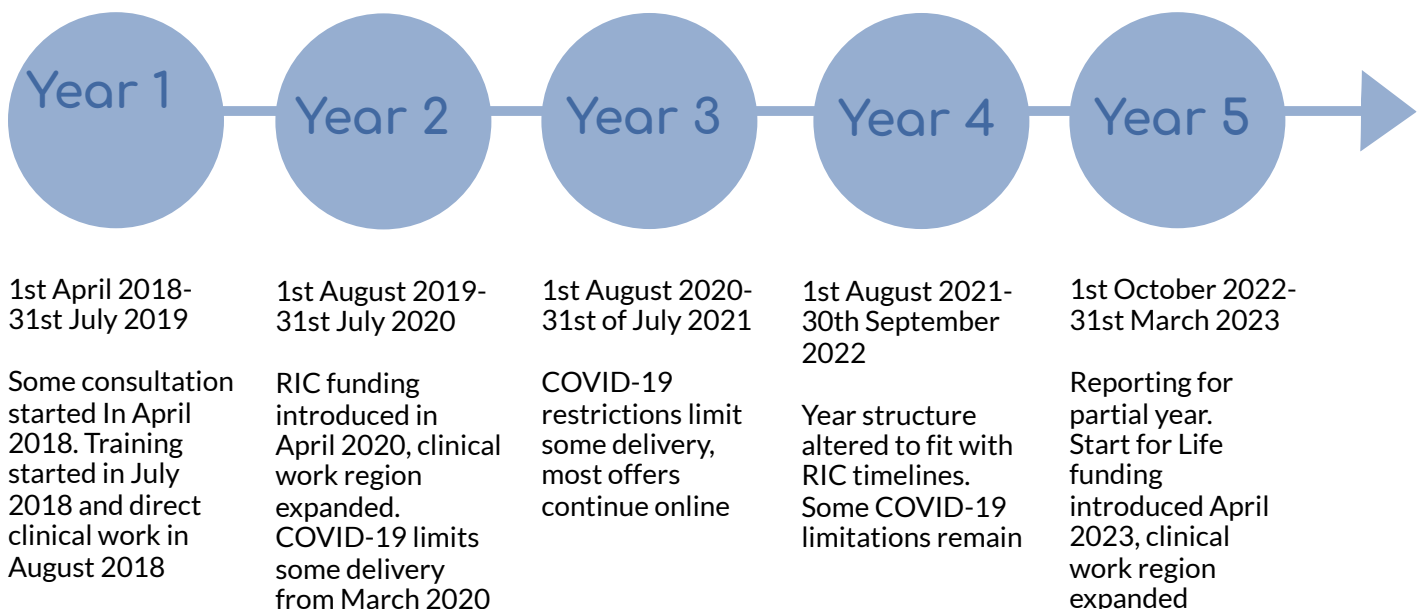 Year 1
Year 2
Year 3
Year 4
Year 5
1st April 2018-
31st July 2019
Some consultation
started In April
2018. Training
started in July
2018 and direct
clinical work in
August 2018
1st August 2019-
31st July 2020
RIC funding
introduced in
April 2020, clinical
work region
expanded.
COVID-19 limits
some delivery
from March 2020
1st August 2020-
31st of July 2021
COVID-19
restrictions limit
some delivery,
most offers
continue online
1st August 2021-
30th September
2022
Year structure
altered to fit with
RIC timelines.
Some COVID-19
limitations remain
1st October 2022-
31st March 2023
Reporting for
partial year.
Start for Life
funding
introduced April
2023, clinical
work region
expanded